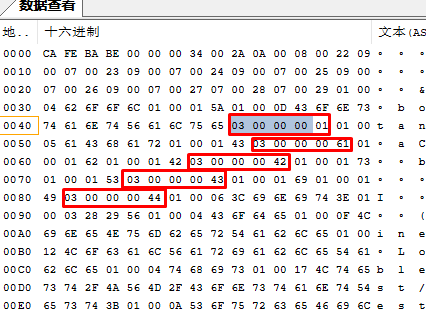 数据查看
地.. 十六进制 文本(AS
0000 CA FE BA BE 00 00 00 34 00 2A 0A 00 08 00 22 09
0010 00 07 00 23 09 00 07 00 24 09 00 07 00 25 09 00
0020 07 00 26 09 00 07 00 27 07 00 28 07 00 29 01 00 &
0030 04 62 6F 6F 6C 01 00 01 5A 01 00 0D 43 6F 6E 73 bo
0040 74 61 6E 74 56 61 6C 75 65 03 00 00 00 01 01 00 tan
0050 05 61 43 68 61 72 01 00 01 43 03 00 00 00 61 01 aC
0060 00 01 62 01 00 01 42 03 00 00 00 42 01 00 01 73 b
0070 01 00 01 53 03 00 00 00 43 01 00 01 69 01 00 01
0080 49 03 00 00 00 44 01 00 06 3C 69 6E 69 74 3E 01 I
0090 00 03 28 29 56 01 00 04 43 6F 64 65 01 00 0F 4C (
00A0 69 6E 65 4E 75 6D 62 65 72 54 61 62 6C 65 01 00 ine
00B0 12 4C 6F 63 61 6C 56 61 72 69 61 62 6C 65 54 61 Lo
00C0 62 6C 65 01 00 04 74 68 69 73 01 00 17 4C 74 65 ble
00D0 73 74 2F 4A 56 4D 2F 43 6F 6E 73 74 61 6E 74 54 st/
00E0 65 73 74 3B 01 00 0A 53 6F 75 72 63 65 46 69 6C est